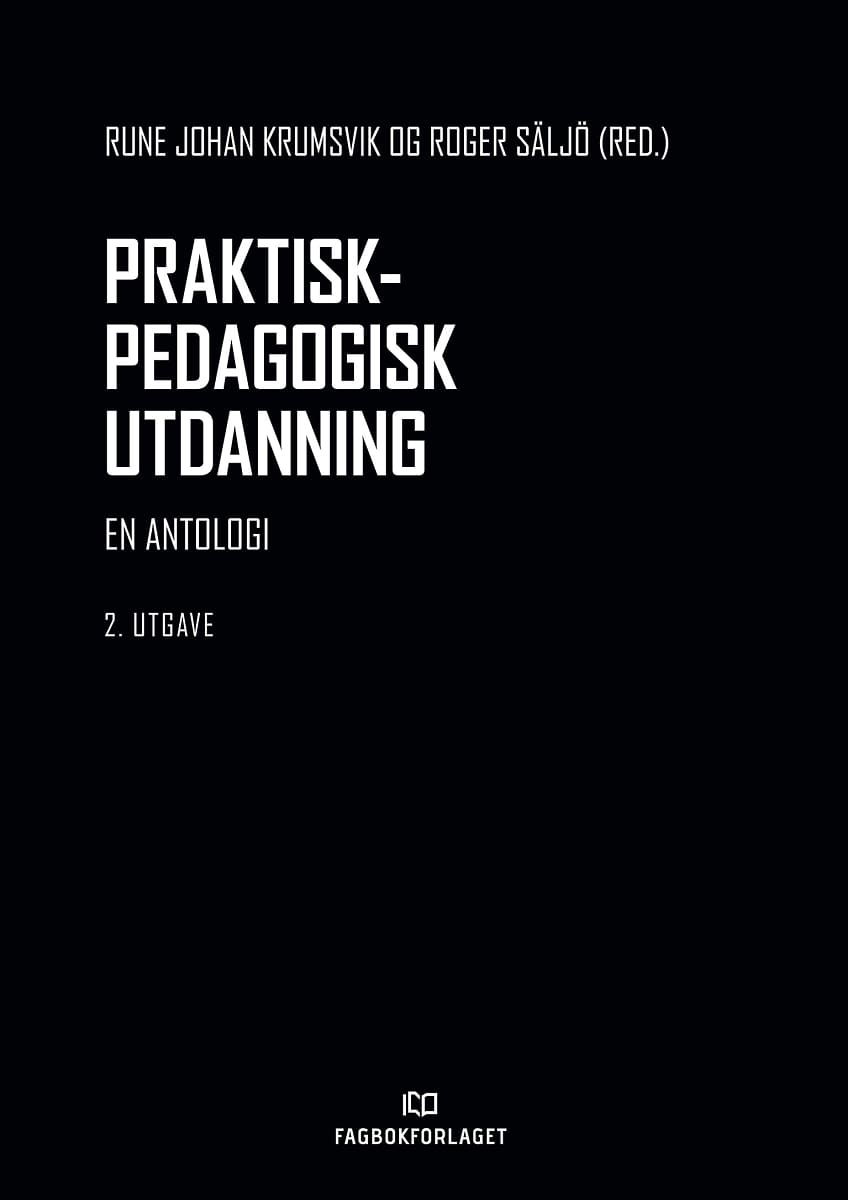 RUNE JOHAN KRUMSVIK OG ROGER SÄLJÖ (RED.)
PRAKTISK-
PEDAGOGISK
UTDANNING
EN ANTOLOGI
2. UTGAVE
FAGBOKFORLAGET